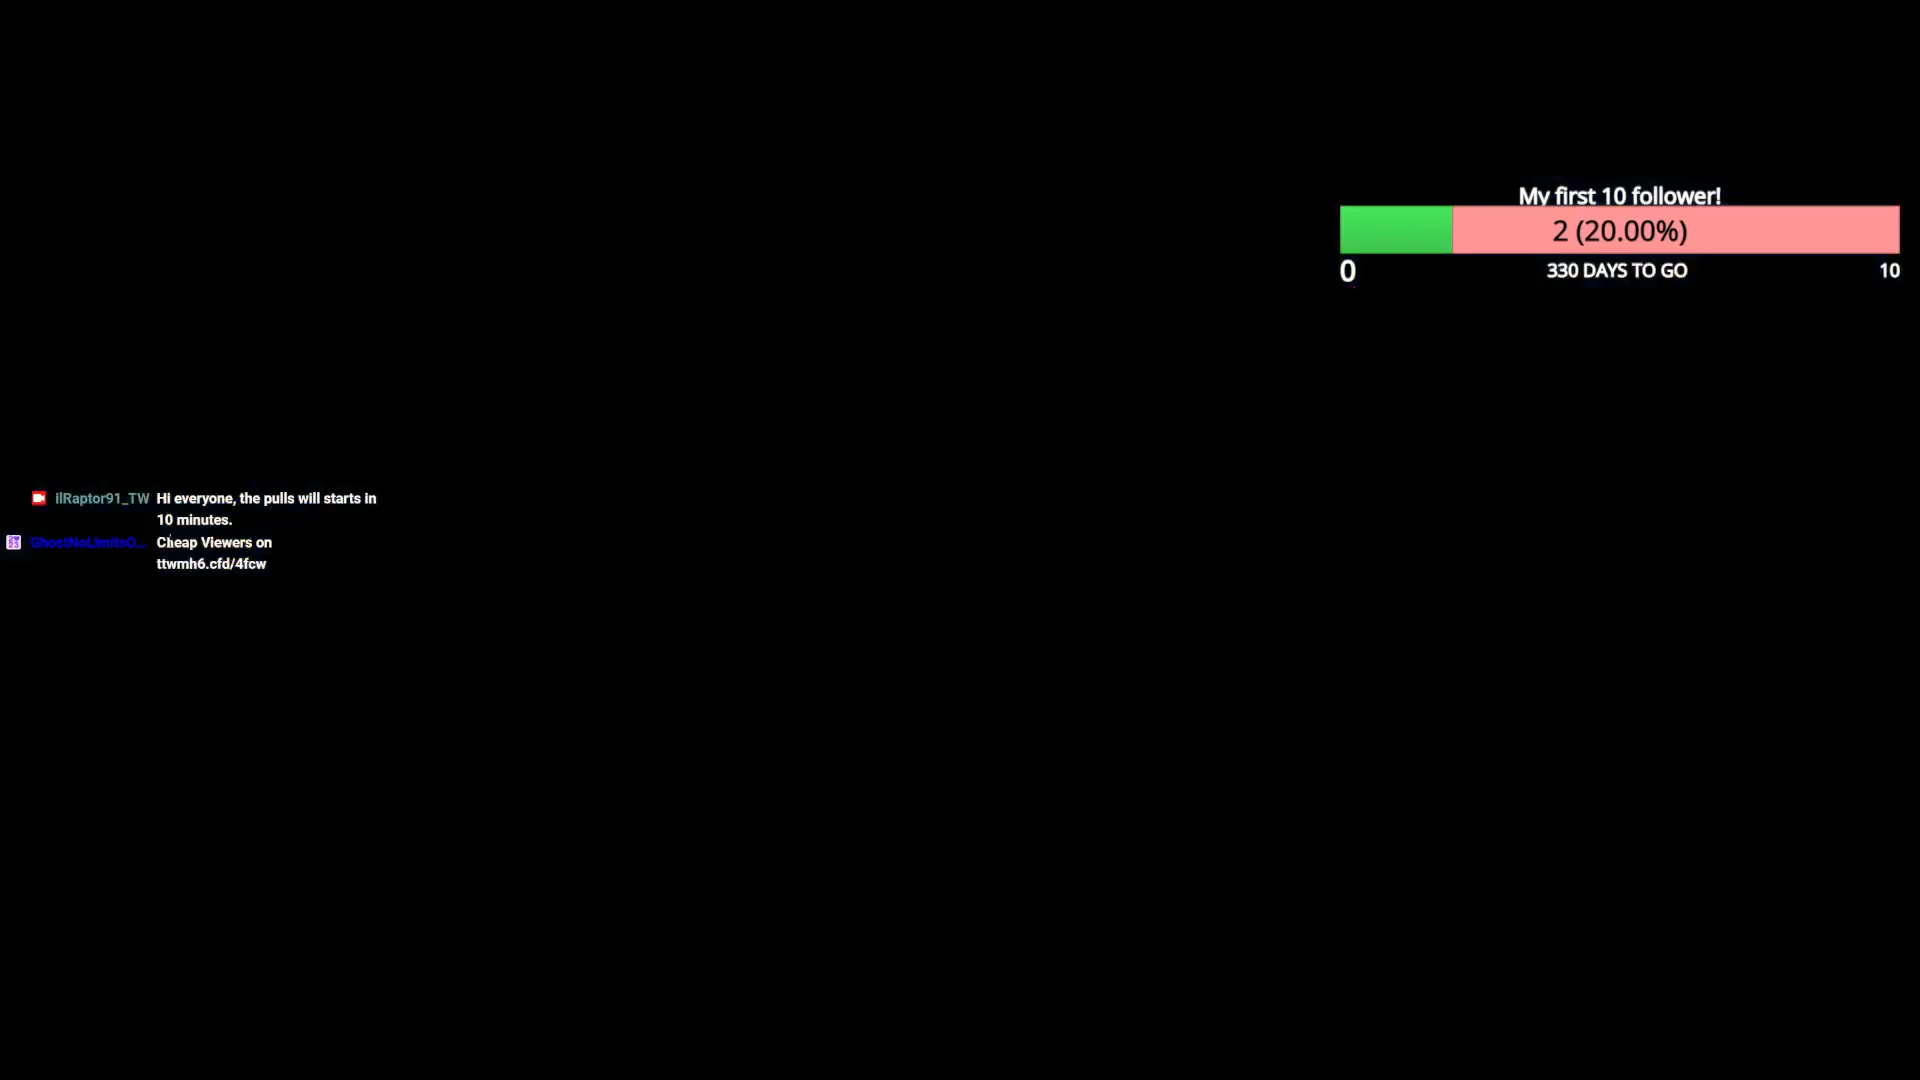 My first 10 follower!
2 (20.00%)
0 330 DAYS TO GO 10
ilRaptor91_TW Hi everyone, the pulls will starts in
10 minutes.
GhostNoLimitsO... Cheap Viewers on
ttwmh6.cfd/4fcw